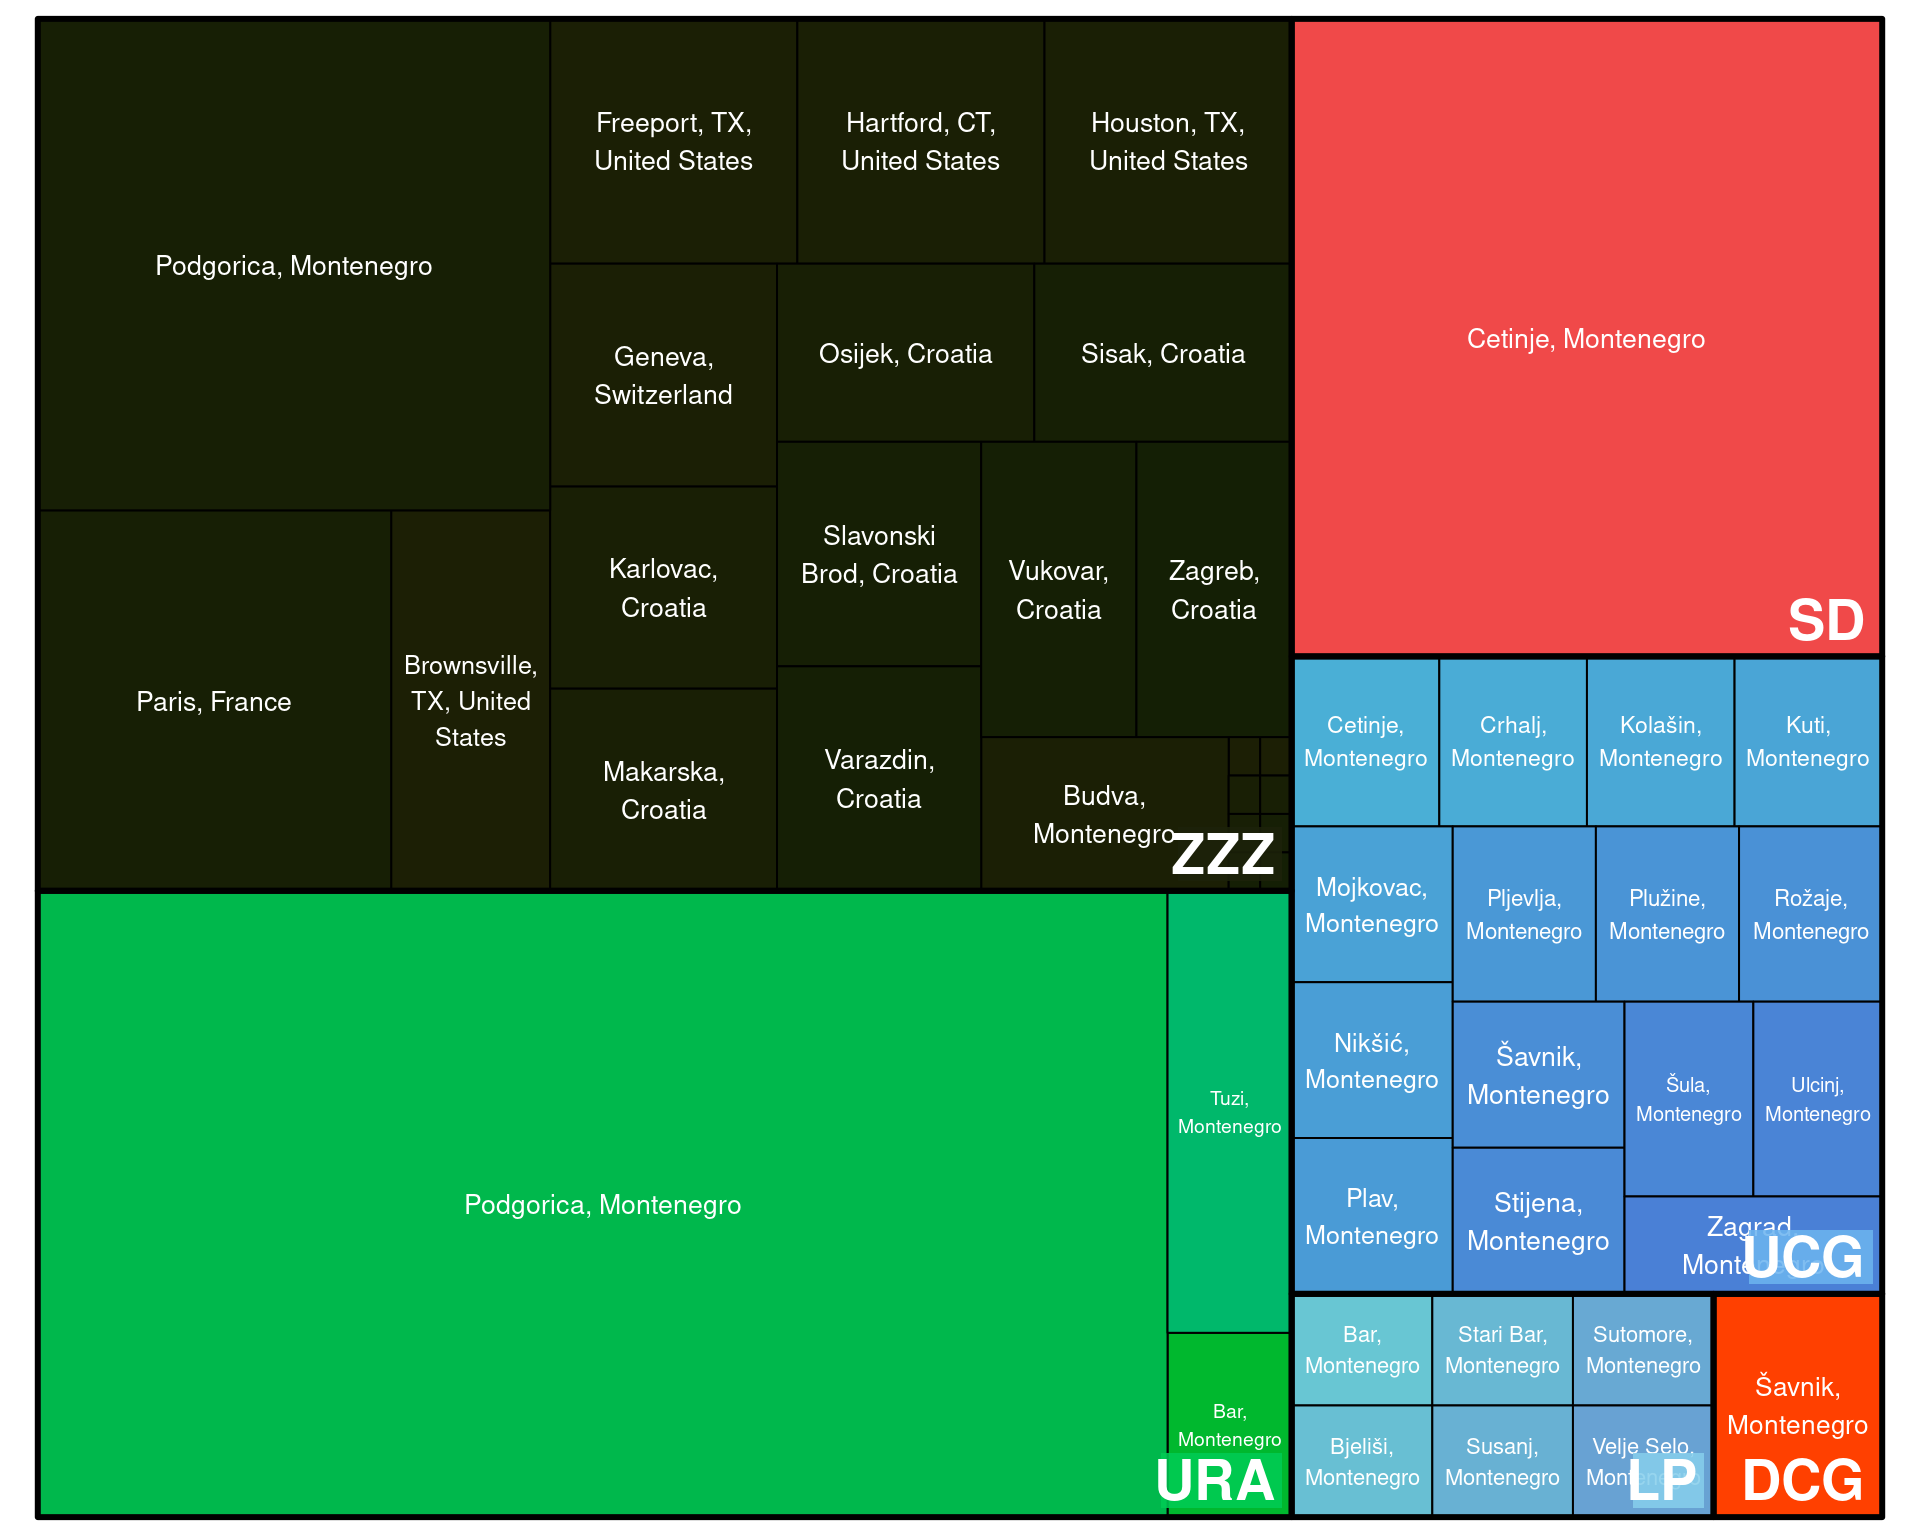 Podgorica, Montenegro
Freeport, TX,
United States
Hartford, CT,
United States
Houston, TX,
United States
Geneva,
Switzerland
Osijek, Croatia
Sisak, Croatia
Karlovac,
Croatia
Slavonski
Brod, Croatia
Vukovar,
Croatia
Zagreb,
Croatia
Paris, France
Brownsville,
TX, United
States
Makarska,
Croatia
Varazdin,
Croatia
Budva,
Montenegro
ZZZ
Cetinje, Montenegro
SD
Cetinje,
Montenegro
Crhalj,
Montenegro
Kolašin,
Montenegro
Kuti,
Montenegro
Mojkovac,
Montenegro
Pljevlja,
Montenegro
Plužine,
Montenegro
Rožaje,
Montenegro
Nikšić,
Montenegro
Šavnik,
Montenegro
Šula,
Montenegro
Ulcinj,
Montenegro
Plav,
Montenegro
Stijena,
Montenegro
Zagrad,
Montenegro
UCG
Podgorica, Montenegro
Tuzi,
Montenegro
Bar,
Montenegro
URA
Bar,
Montenegro
Stari Bar,
Montenegro
Sutomore,
Montenegro
Bjeliši,
Montenegro
Susanj,
Montenegro
Velje Selo,
Montenegro
LP
Šavnik,
Montenegro
DCG